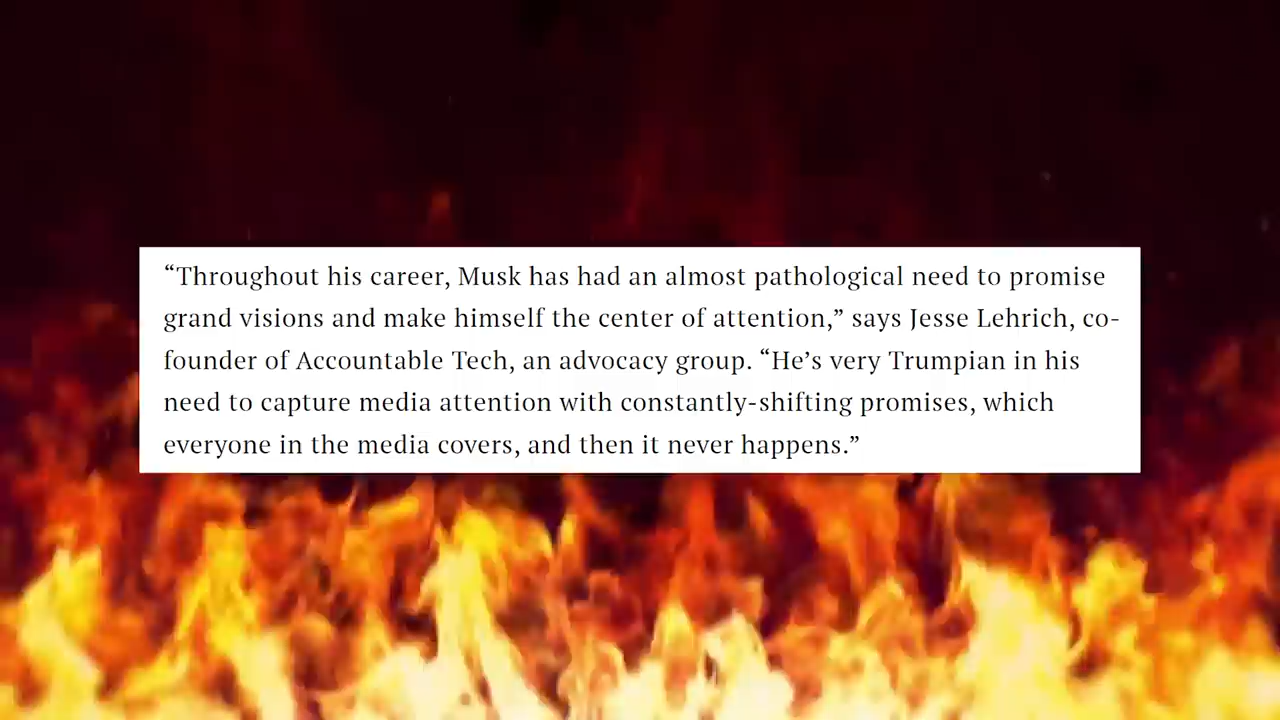 “Throughout his career, Musk has had an almost pathological need to promise
grand visions and make himself the center of attention,” says Jesse Lehrich, co-
founder of Accountable Tech, an advocacy group. “He’s very Trumpian in his
need to capture media attention with constantly-shifting promises, which
everyone in the media covers, and then it never happens.”